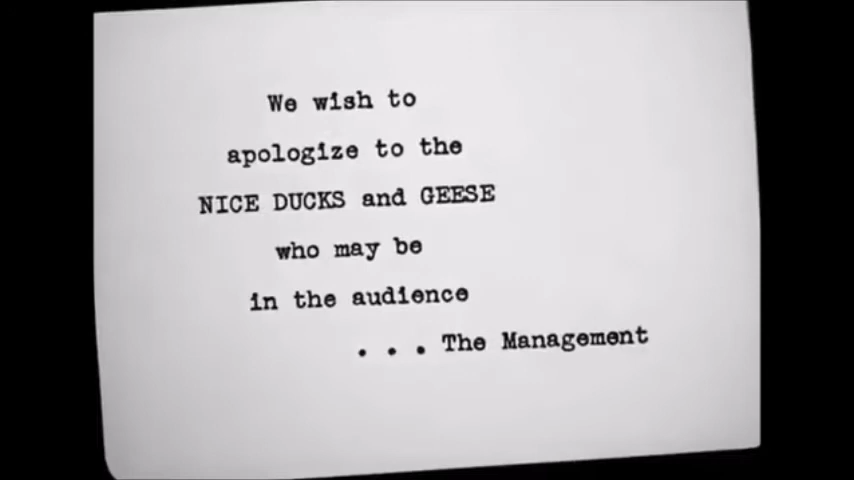 We wish to
apologize to the
NICE DUCKS and GEESE
who may be
in the audience
. . . The Management